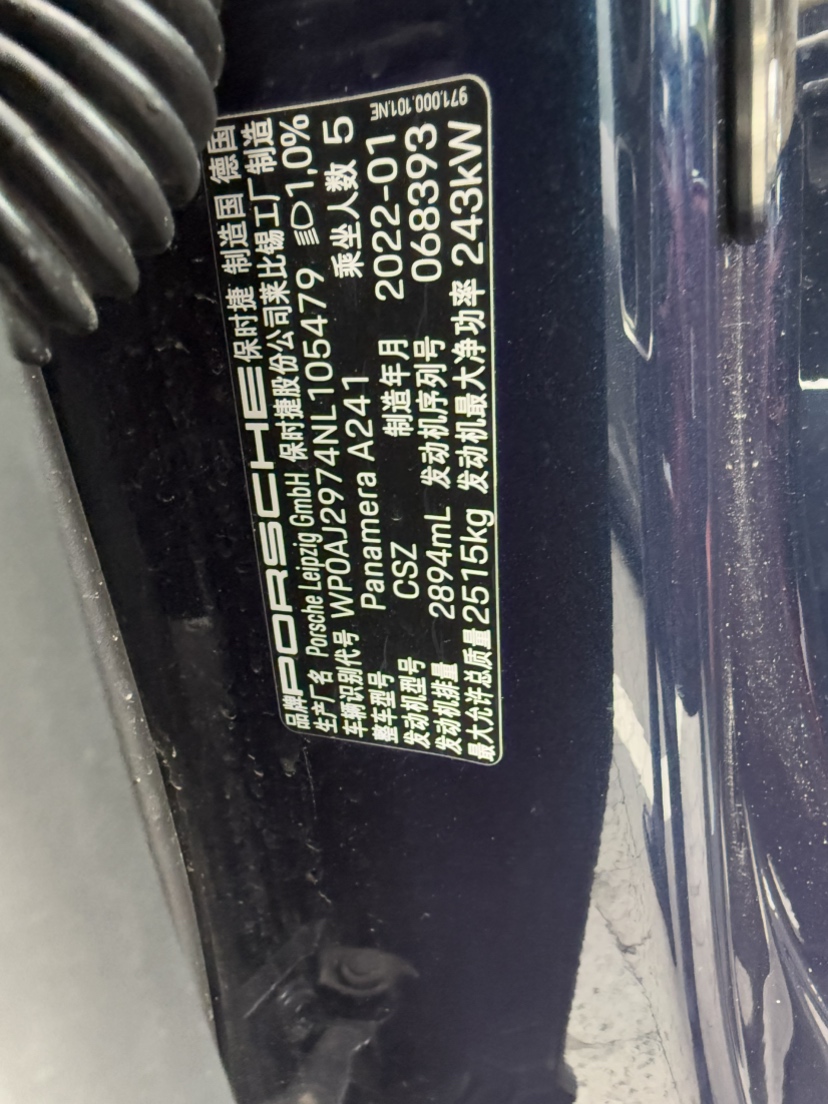 品牌 PORSCHE 保时捷 制造国 德国
生产厂名 Porsche Leipzig GmbH 保时捷股份公司莱比锡工厂制造
车辆识别代号 WP0AJ2974NL105479 1,0%
整车型号 Panamera A241 乘坐人数 5
发动机型号 CSZ 制造年月 2022-01
发动机排量 2894mL 发动机序列号 068393
最大允许总质量 2515kg 发动机最大净功率 243kW
971.000.101.NE